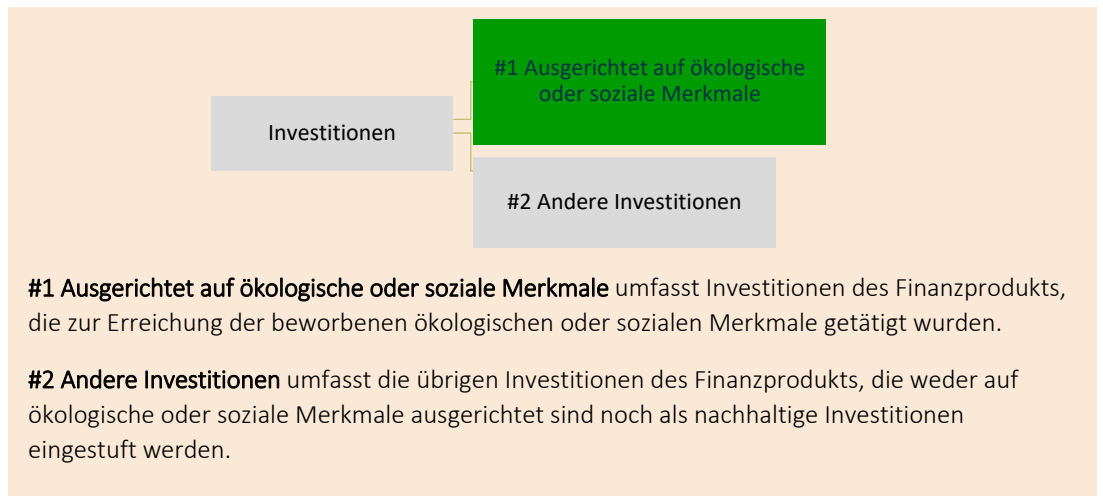 #1 Ausgerichtet auf ökologische
oder soziale Merkmale
Investitionen
#2 Andere Investitionen
#1 Ausgerichtet auf ökologische oder soziale Merkmale umfasst Investitionen des Finanzprodukts,
die zur Erreichung der beworbenen ökologischen oder sozialen Merkmale getätigt wurden.
#2 Andere Investitionen umfasst die übrigen Investitionen des Finanzprodukts, die weder auf
ökologische oder soziale Merkmale ausgerichtet sind noch als nachhaltige Investitionen
eingestuft werden.